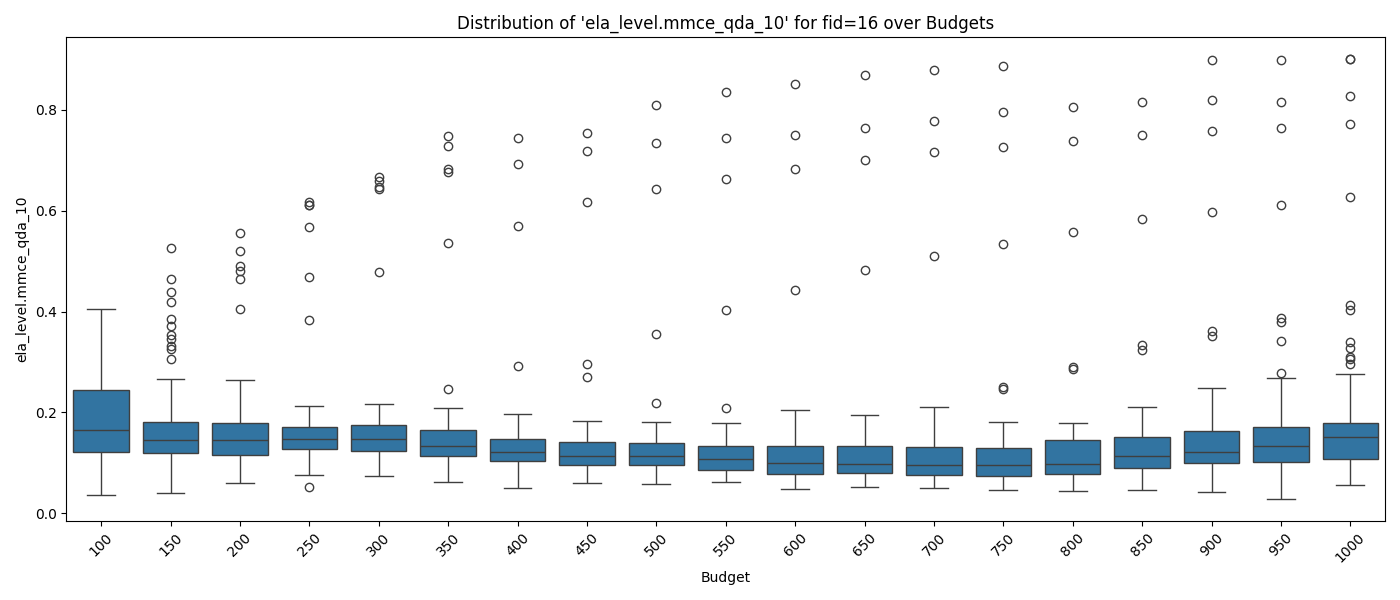 Distribution of 'ela_level.mmce_qda_10' for fid=16 over Budgets
ela_level.mmce_qda_10
0.8
0.6
0.4
0.2
0.0
100 150 200 250 300 350 400 450 500 550 600 650 700 750 800 850 900 950 1000
Budget